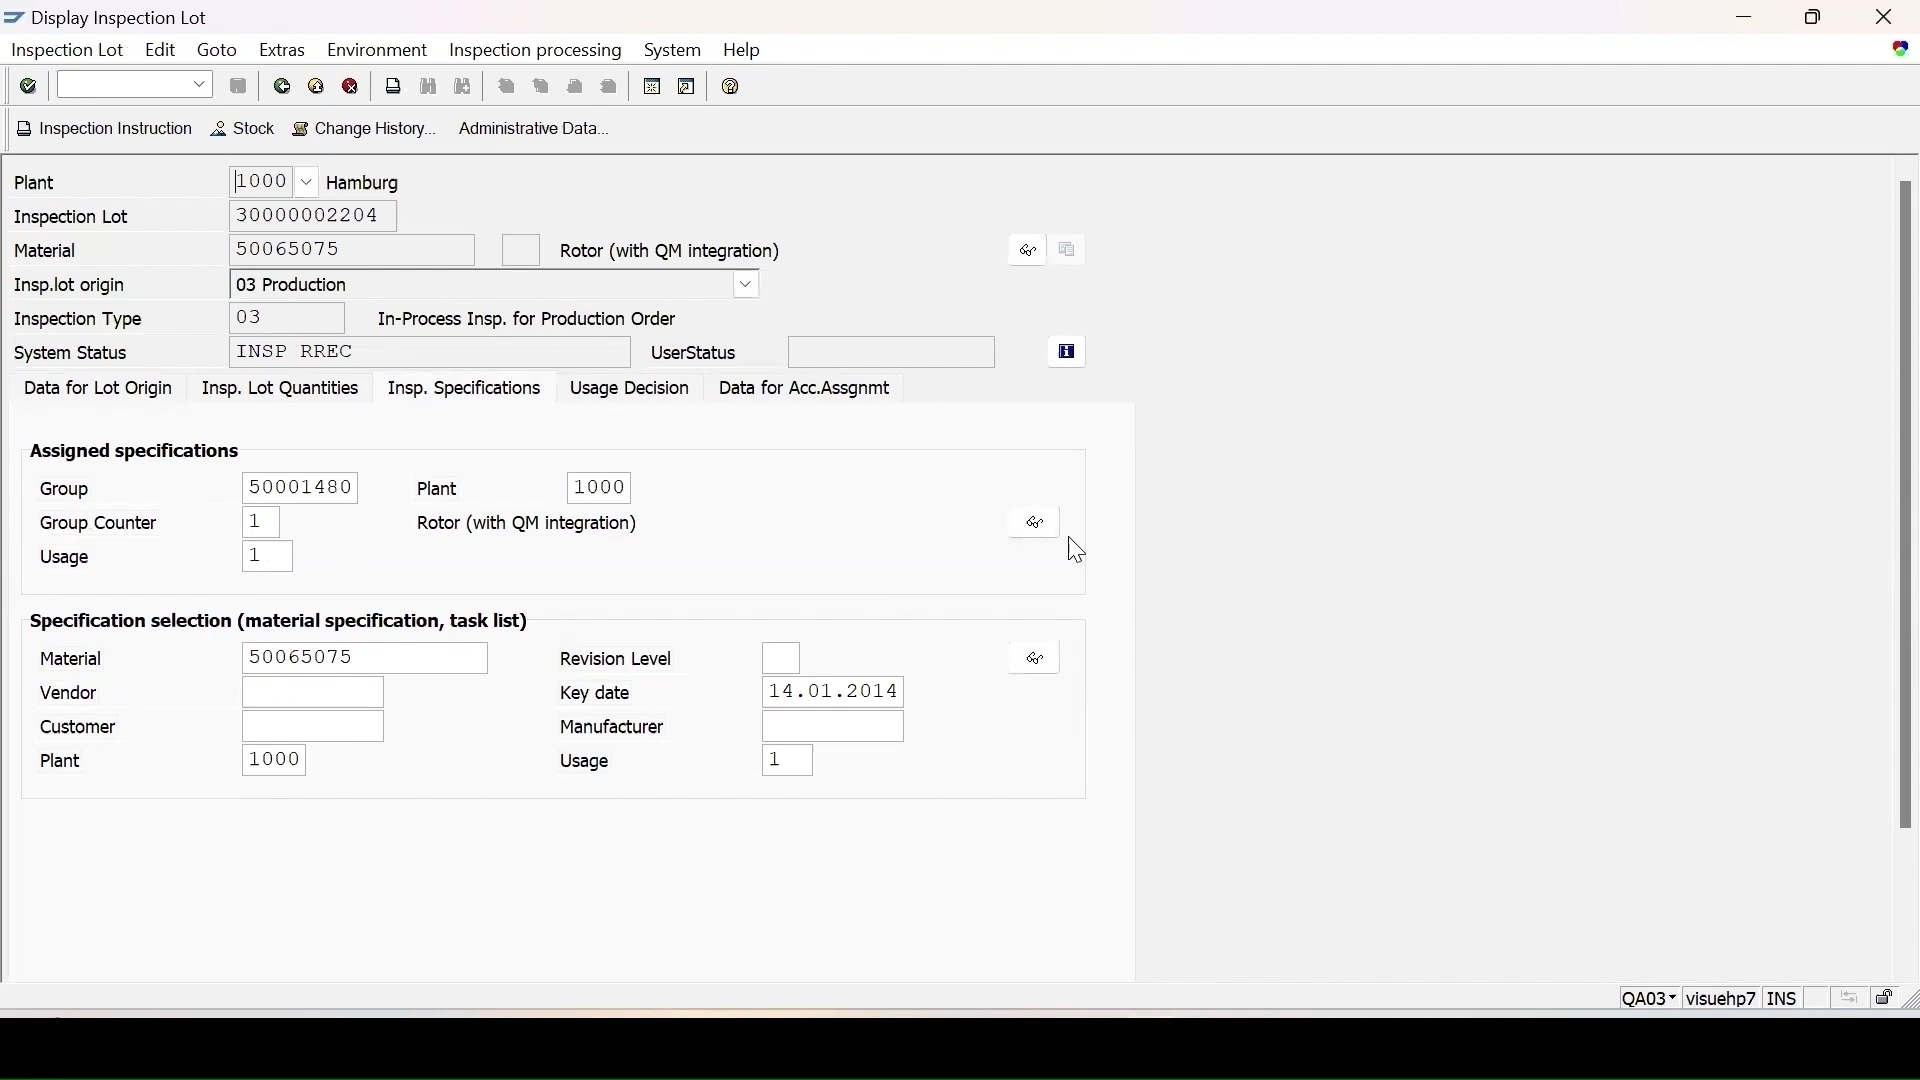 Display Inspection Lot
Inspection Lot Edit Goto Extras Environment Inspection processing System Help
Inspection Instruction Stock Change History... Administrative Data...
Plant 1000 Hamburg
Inspection Lot 30000002204
Material 50065075 Rotor (with QM integration)
Insp.lot origin 03 Production
Inspection Type 03 In-Process Insp. for Production Order
System Status INSP RREC UserStatus
Data for Lot Origin Insp. Lot Quantities Insp. Specifications Usage Decision Data for Acc.Assgnmt
Assigned specifications
Group 50001480 Plant 1000
Group Counter 1 Rotor (with QM integration)
Usage 1
Specification selection (material specification, task list)
Material 50065075 Revision Level
Vendor Key date 14.01.2014
Customer Manufacturer
Plant 1000 Usage 1
QA03 visuehp7 INS